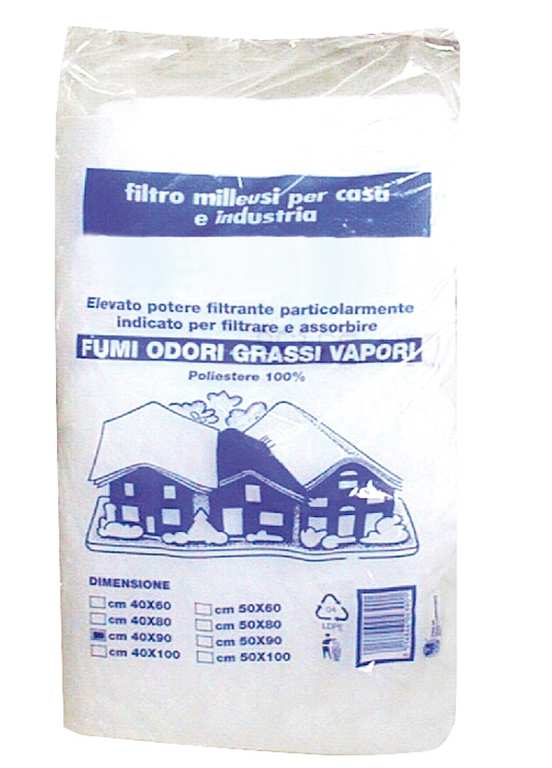 filtro milleusi per casa
e industria
Elevato potere filtrante particolarmente
indicato per filtrare e assorbire
FUMI ODORI GRASSI VAPORI
Poliestere 100%
DIMENSIONE
cm 40X60 cm 50X60
cm 40X80 cm 50X80
cm 40X90 cm 50X90
cm 40X100 cm 50X100
04
LDPE